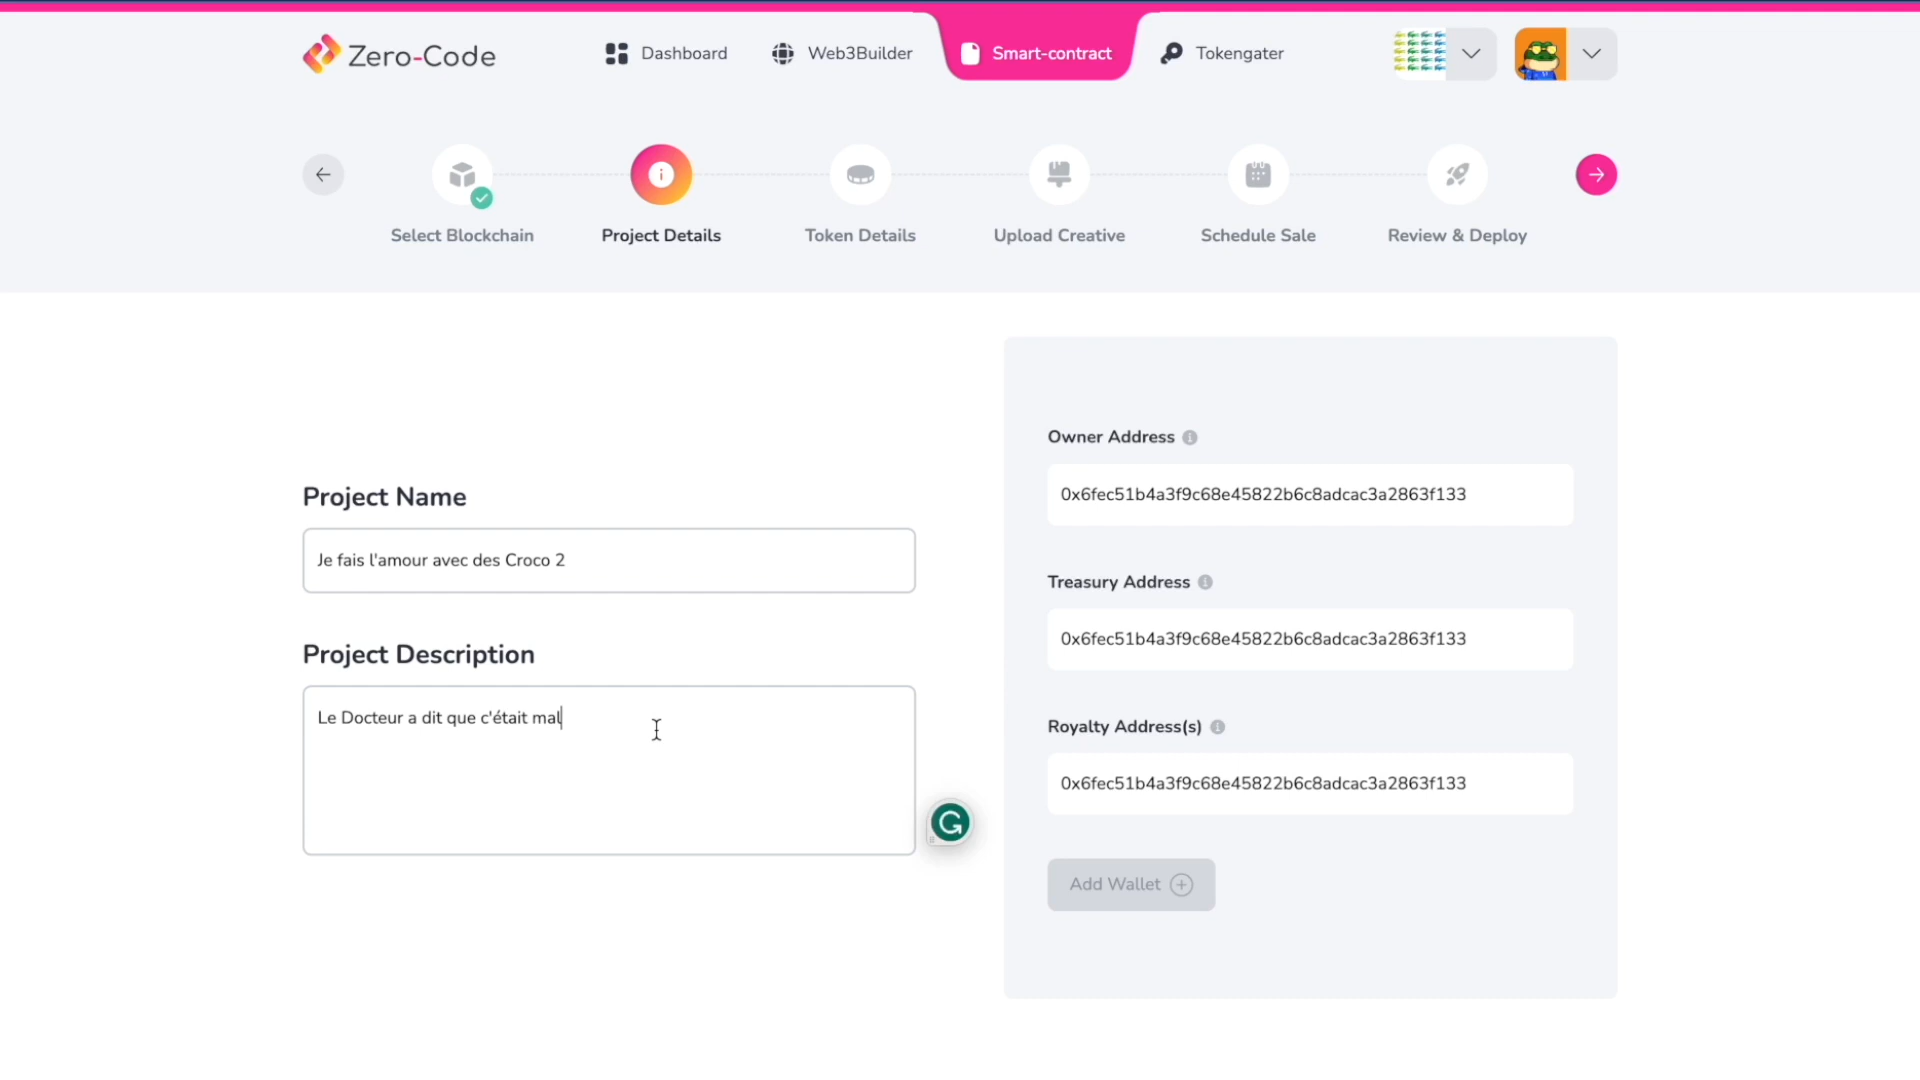 Zero-Code
Dashboard
Web3Builder
Smart-contract
Tokengater
Select Blockchain
Project Details
Token Details
Upload Creative
Schedule Sale
Review & Deploy
Project Name
Je fais l'amour avec des Croco 2
Project Description
Le Docteur a dit que c'était mal
Owner Address
0x6fec51b4a3f9c68e45822b6c8adcac3a2863f133
Treasury Address
0x6fec51b4a3f9c68e45822b6c8adcac3a2863f133
Royalty Address(s)
0x6fec51b4a3f9c68e45822b6c8adcac3a2863f133
Add Wallet